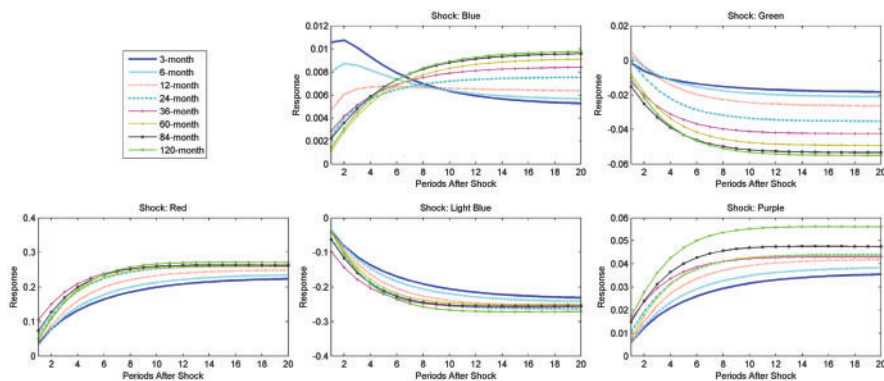 Shock: Blue
0.012
0.01
0.008
0.006
0.004
0.002
0
Response
2 4 6 8 10 12 14 16 18 20
Periods After Shock
Shock: Green
0.02
0
-0.02
-0.04
-0.06
Response
2 4 6 8 10 12 14 16 18 20
Periods After Shock
3-month
6-month
12-month
24-month
36-month
60-month
84-month
120-month
Shock: Red
0.4
0.3
0.2
0.1
0
Response
2 4 6 8 10 12 14 16 18 20
Periods After Shock
Shock: Light Blue
0
-0.1
-0.2
-0.3
-0.4
Response
2 4 6 8 10 12 14 16 18 20
Periods After Shock
Shock: Purple
0.06
0.05
0.04
0.03
0.02
0.01
0
Response
2 4 6 8 10 12 14 16 18 20
Periods After Shock